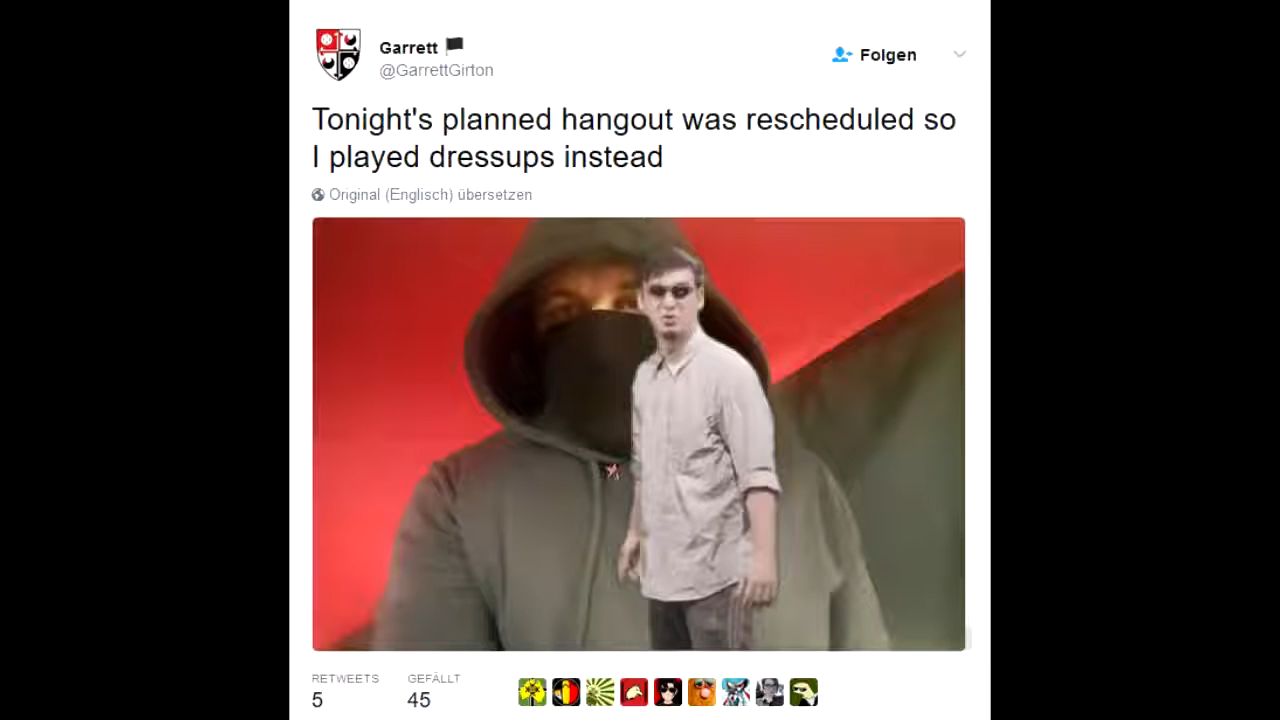 Garrett 🏴
@GarrettGirton
Folgen
Tonight's planned hangout was rescheduled so
I played dressups instead
Original (Englisch) übersetzen
RETWEETS
GEFÄLLT
5
45